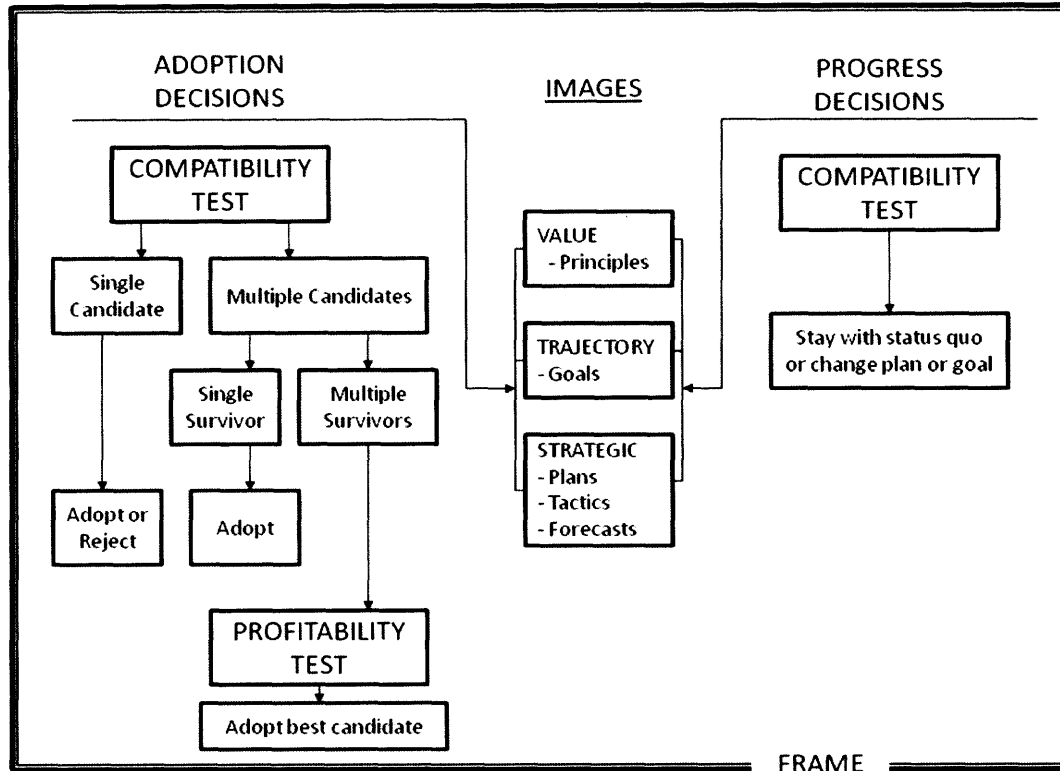 ADOPTION
DECISIONS
COMPATIBILITY
TEST
Single
Candidate
Multiple Candidates
Single
Survivor
Multiple
Survivors
Adopt or
Reject
Adopt
PROFITABILITY
TEST
Adopt best candidate
IMAGES
VALUE
- Principles
TRAJECTORY
- Goals
STRATEGIC
- Plans
- Tactics
- Forecasts
PROGRESS
DECISIONS
COMPATIBILITY
TEST
Stay with status quo
or change plan or goal
FRAME